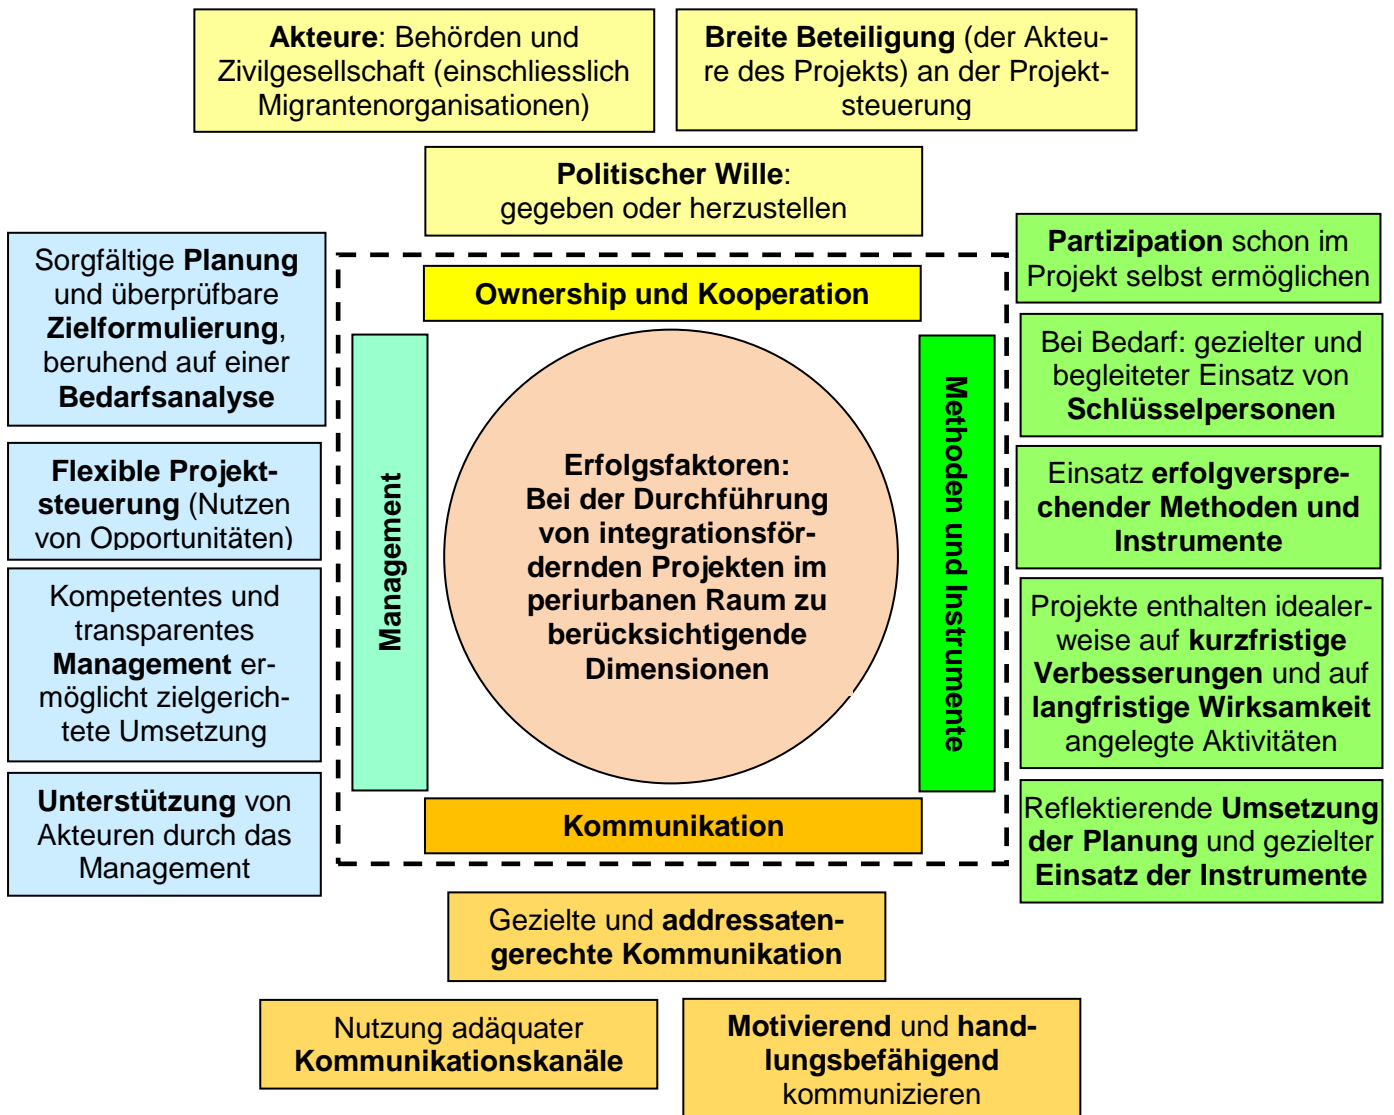 Akteure: Behörden und
Zivilgesellschaft (einschliesslich
Migrantenorganisationen)
Breite Beteiligung (der Akteu-
re des Projekts) an der Projekt-
steuerung
Politischer Wille:
gegeben oder herzustellen
Ownership und Kooperation
Sorgfältige Planung
und überprüfbare
Zielformulierung,
beruhend auf einer
Bedarfsanalyse
Flexible Projekt-
steuerung (Nutzen
von Opportunitäten)
Kompetentes und
transparentes
Management er-
möglicht zielgerich-
tete Umsetzung
Unterstützung von
Akteuren durch das
Management
Management
Erfolgsfaktoren:
Bei der Durchführung
von integrationsför-
dernden Projekten im
periurbanen Raum zu
berücksichtigende
Dimensionen
Methoden und Instrumente
Partizipation schon im
Projekt selbst ermöglichen
Bei Bedarf: gezielter und
begleiteter Einsatz von
Schlüsselpersonen
Einsatz erfolgverspre-
chender Methoden und
Instrumente
Projekte enthalten idealer-
weise auf kurzfristige
Verbesserungen und auf
langfristige Wirksamkeit
angelegte Aktivitäten
Reflektierende Umsetzung
der Planung und gezielter
Einsatz der Instrumente
Kommunikation
Gezielte und addressaten-
gerechte Kommunikation
Nutzung adäquater
Kommunikationskanäle
Motivierend und hand-
lungsbefähigend
kommunizieren